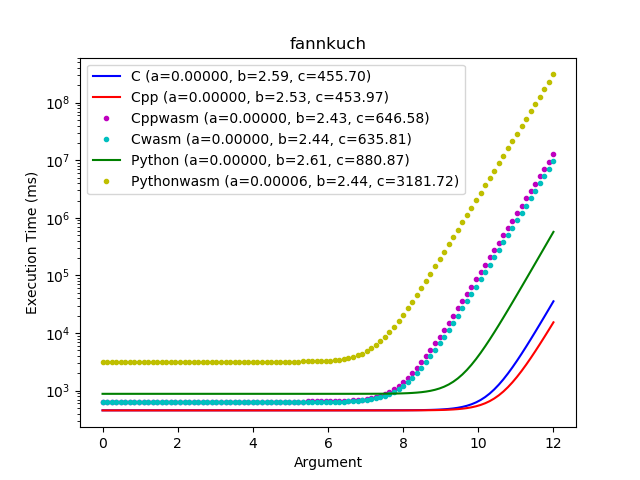 fannkuch
C (a=0.00000, b=2.59, c=455.70)
Cpp (a=0.00000, b=2.53, c=453.97)
Cppwasm (a=0.00000, b=2.43, c=646.58)
Cwasm (a=0.00000, b=2.44, c=635.81)
Python (a=0.00000, b=2.61, c=880.87)
Pythonwasm (a=0.00006, b=2.44, c=3181.72)
Execution Time (ms)
10⁸
10⁷
10⁶
10⁵
10⁴
10³
0 2 4 6 8 10 12
Argument